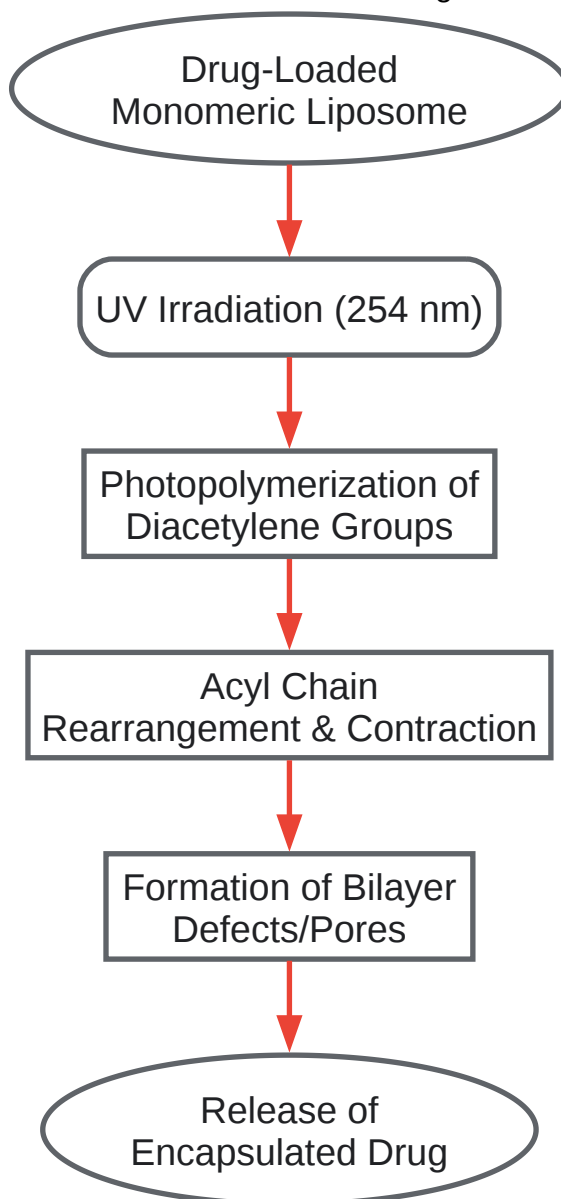 Drug-Loaded
Monomeric Liposome
UV Irradiation (254 nm)
Photopolymerization of
Diacetylene Groups
Acyl Chain
Rearrangement & Contraction
Formation of Bilayer
Defects/Pores
Release of
Encapsulated Drug